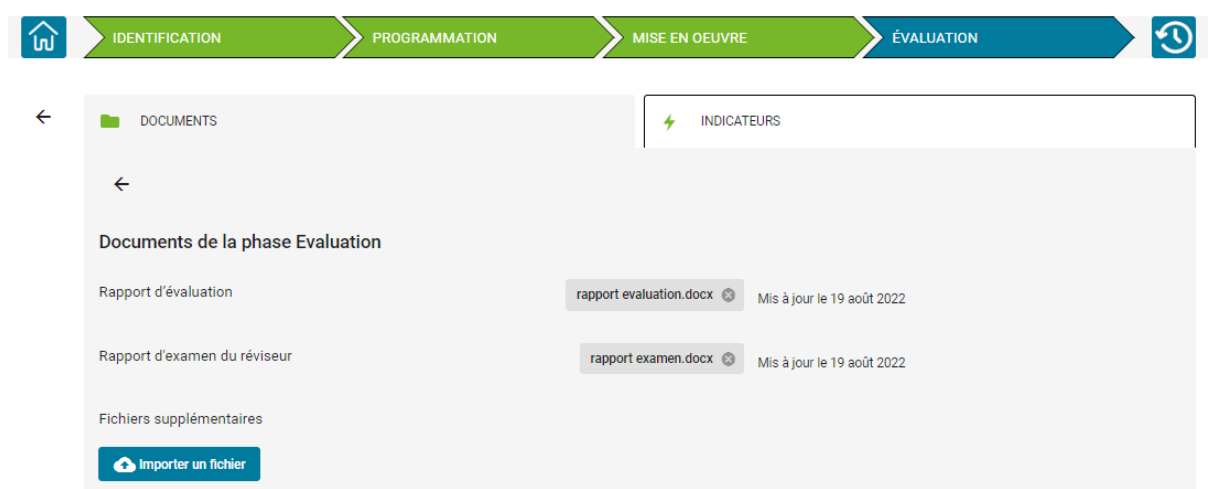 IDENTIFICATION PROGRAMMATION MISE EN OEUVRE ÉVALUATION
DOCUMENTS INDICATEURS
Documents de la phase Evaluation
Rapport d'évaluation rapport evaluation.docx Mis à jour le 19 août 2022
Rapport d'examen du réviseur rapport examen.docx Mis à jour le 19 août 2022
Fichiers supplémentaires
Importer un fichier